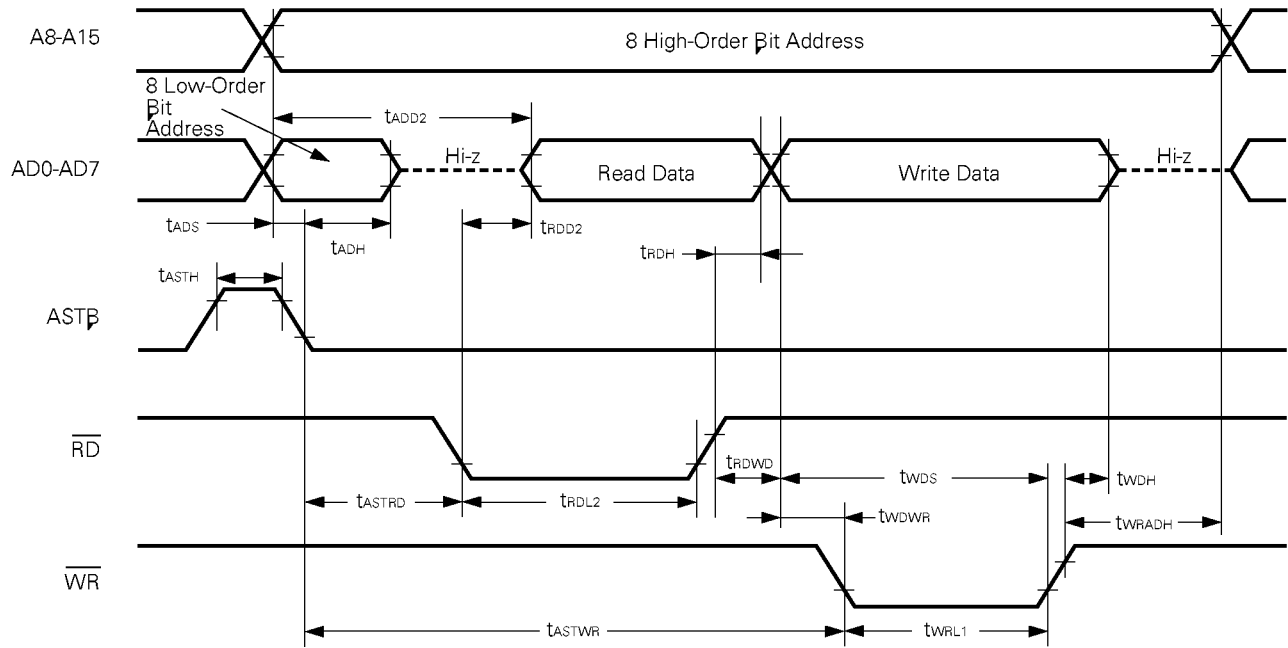 A8-A15
8 High-Order Bit Address
8 Low-Order
Bit
Address
tADD2
AD0-AD7
Hi-z
Read Data
Write Data
Hi-z
tADS
tADH
tRDD2
tRDH
tASTH
ASTB
RD
tRDWD
tWDS
tWDH
tASTRD
tRDL2
tWDWR
tWRADH
WR
tASTWR
tWRL1